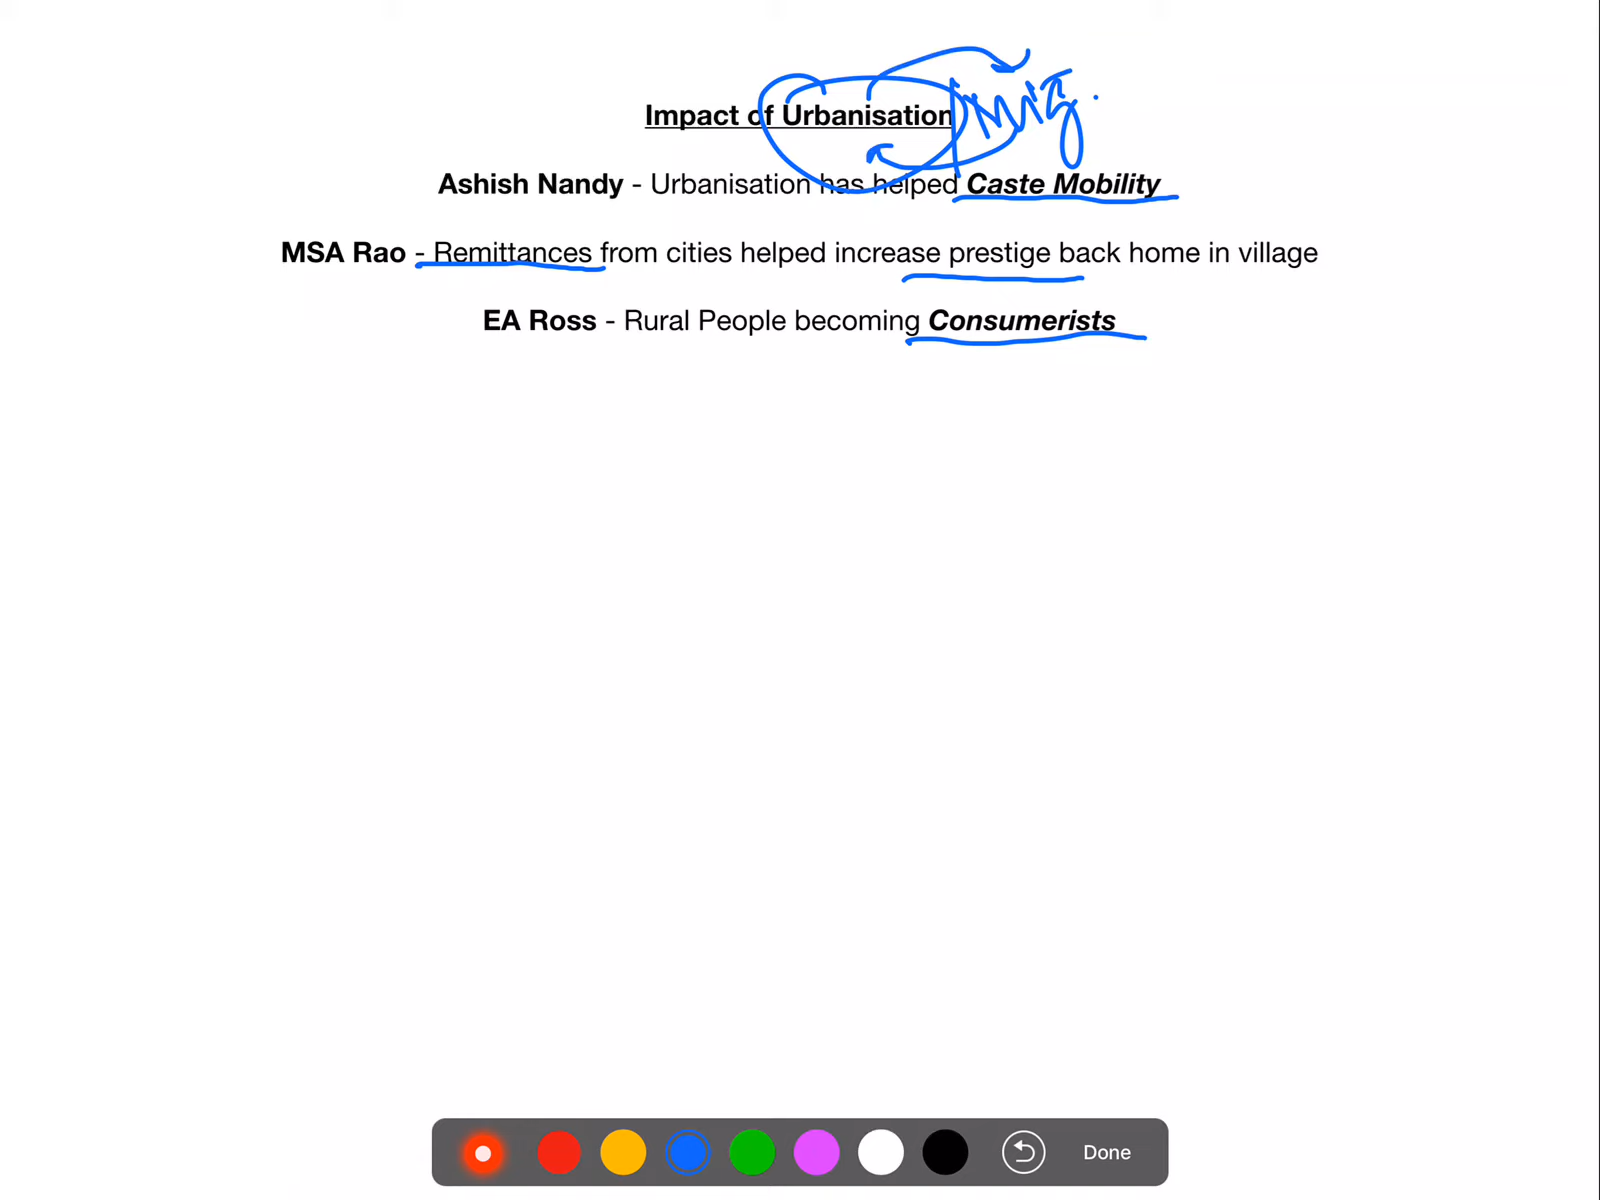 Impact of Urbanisation / Mig.
Ashish Nandy - Urbanisation has helped Caste Mobility
MSA Rao - Remittances from cities helped increase prestige back home in village
EA Ross - Rural People becoming Consumerists
Done